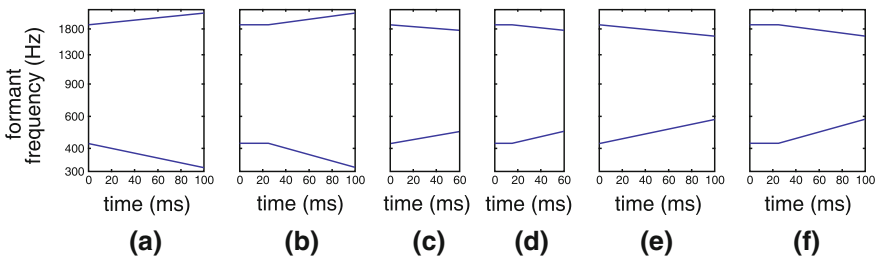 formant
frequency (Hz)
1800
1300
900
600
400
300
0 20 40 60 80 100 0 20 40 60 80 100 0 20 40 60 0 20 40 60 0 20 40 60 80 100 0 20 40 60 80 100
time (ms) time (ms) time (ms) time (ms) time (ms) time (ms)
(a) (b) (c) (d) (e) (f)